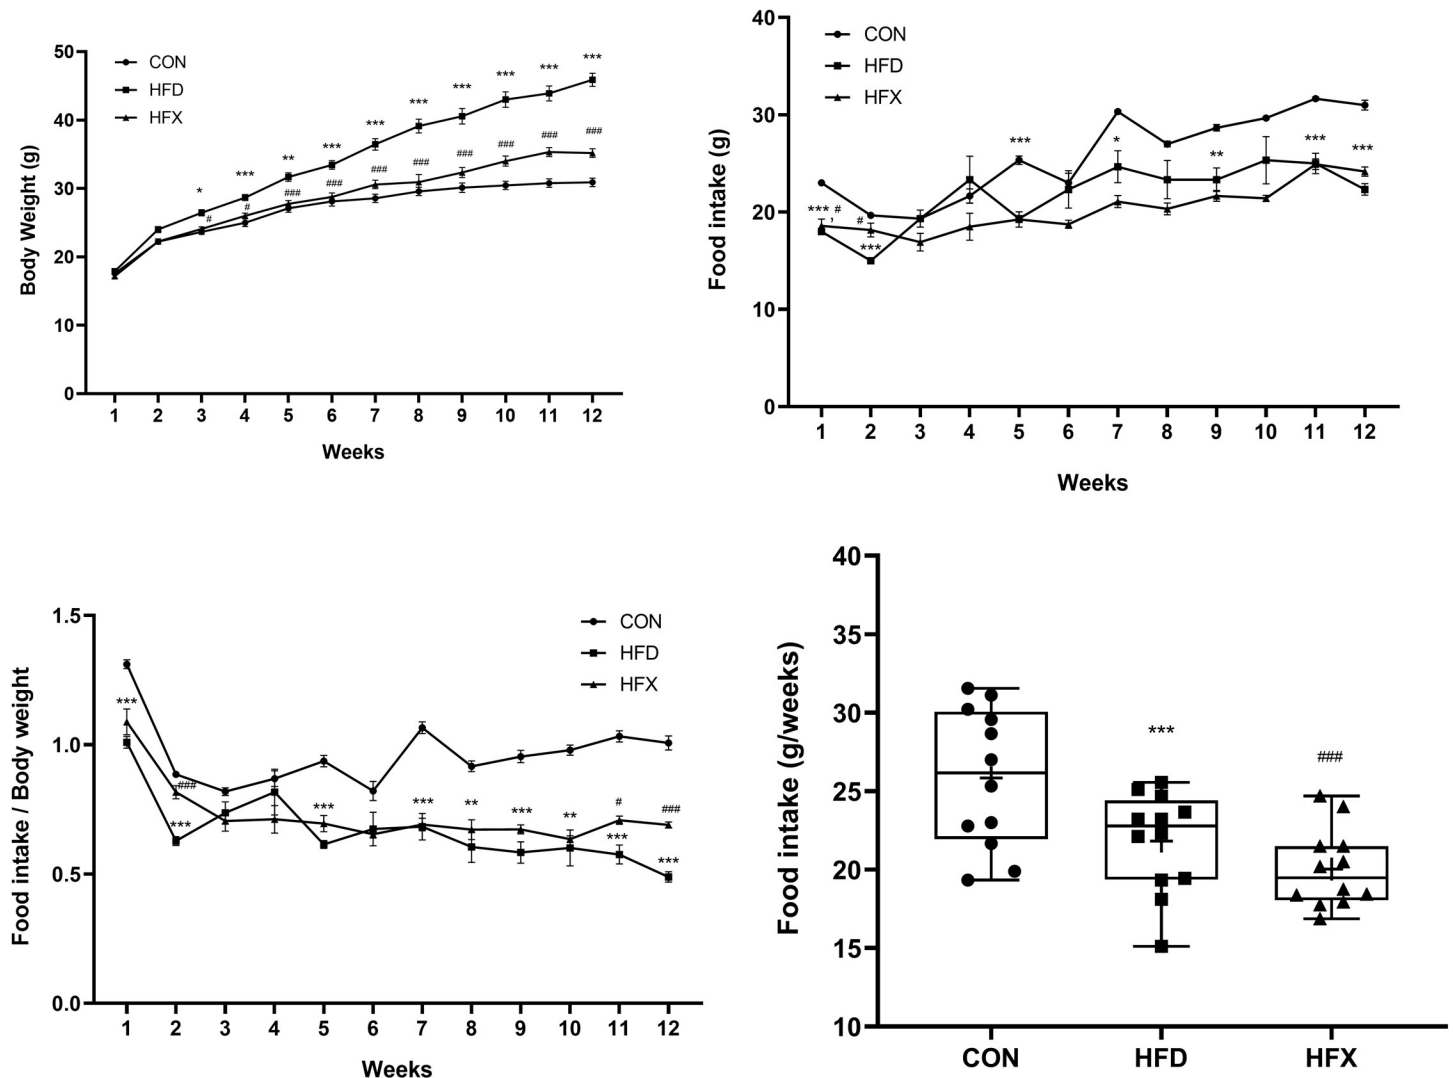 50
40
30
20
10
0
Body Weight (g)
CON
HFD
HFX
* *** ** *** *** *** *** *** *** ***
# # ### ### ### ### ### ### ### ###
1 2 3 4 5 6 7 8 9 10 11 12
Weeks
40
30
20
10
0
Food intake (g)
CON
HFD
HFX
***,# # *** *** * ** *** ***
1 2 3 4 5 6 7 8 9 10 11 12
Weeks
1.5
1.0
0.5
0.0
Food intake / Body weight
CON
HFD
HFX
*** ### *** *** *** ** *** ** # *** ### ***
1 2 3 4 5 6 7 8 9 10 11 12
Weeks
40
35
30
25
20
15
10
Food intake (g/weeks)
***
###
CON HFD HFX